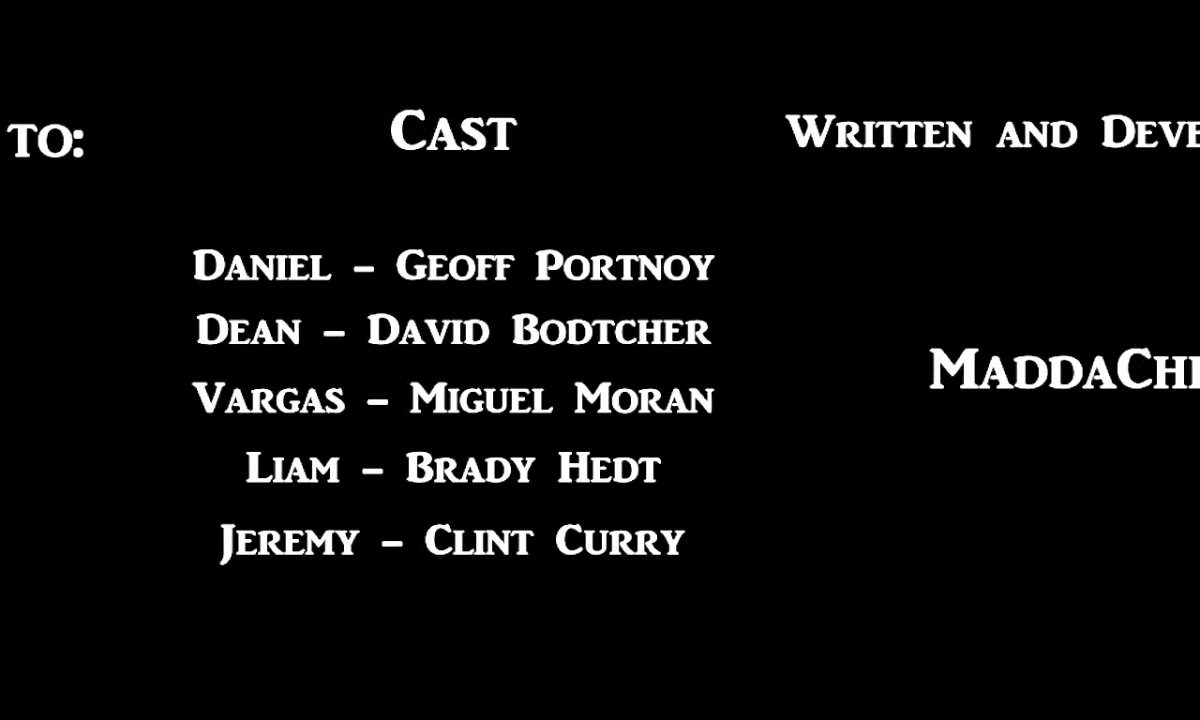 TO:
CAST
DANIEL – GEOFF PORTNOY
DEAN – DAVID BODTCHER
VARGAS – MIGUEL MORAN
LIAM – BRADY HEDT
JEREMY – CLINT CURRY
WRITTEN AND
MADDACH